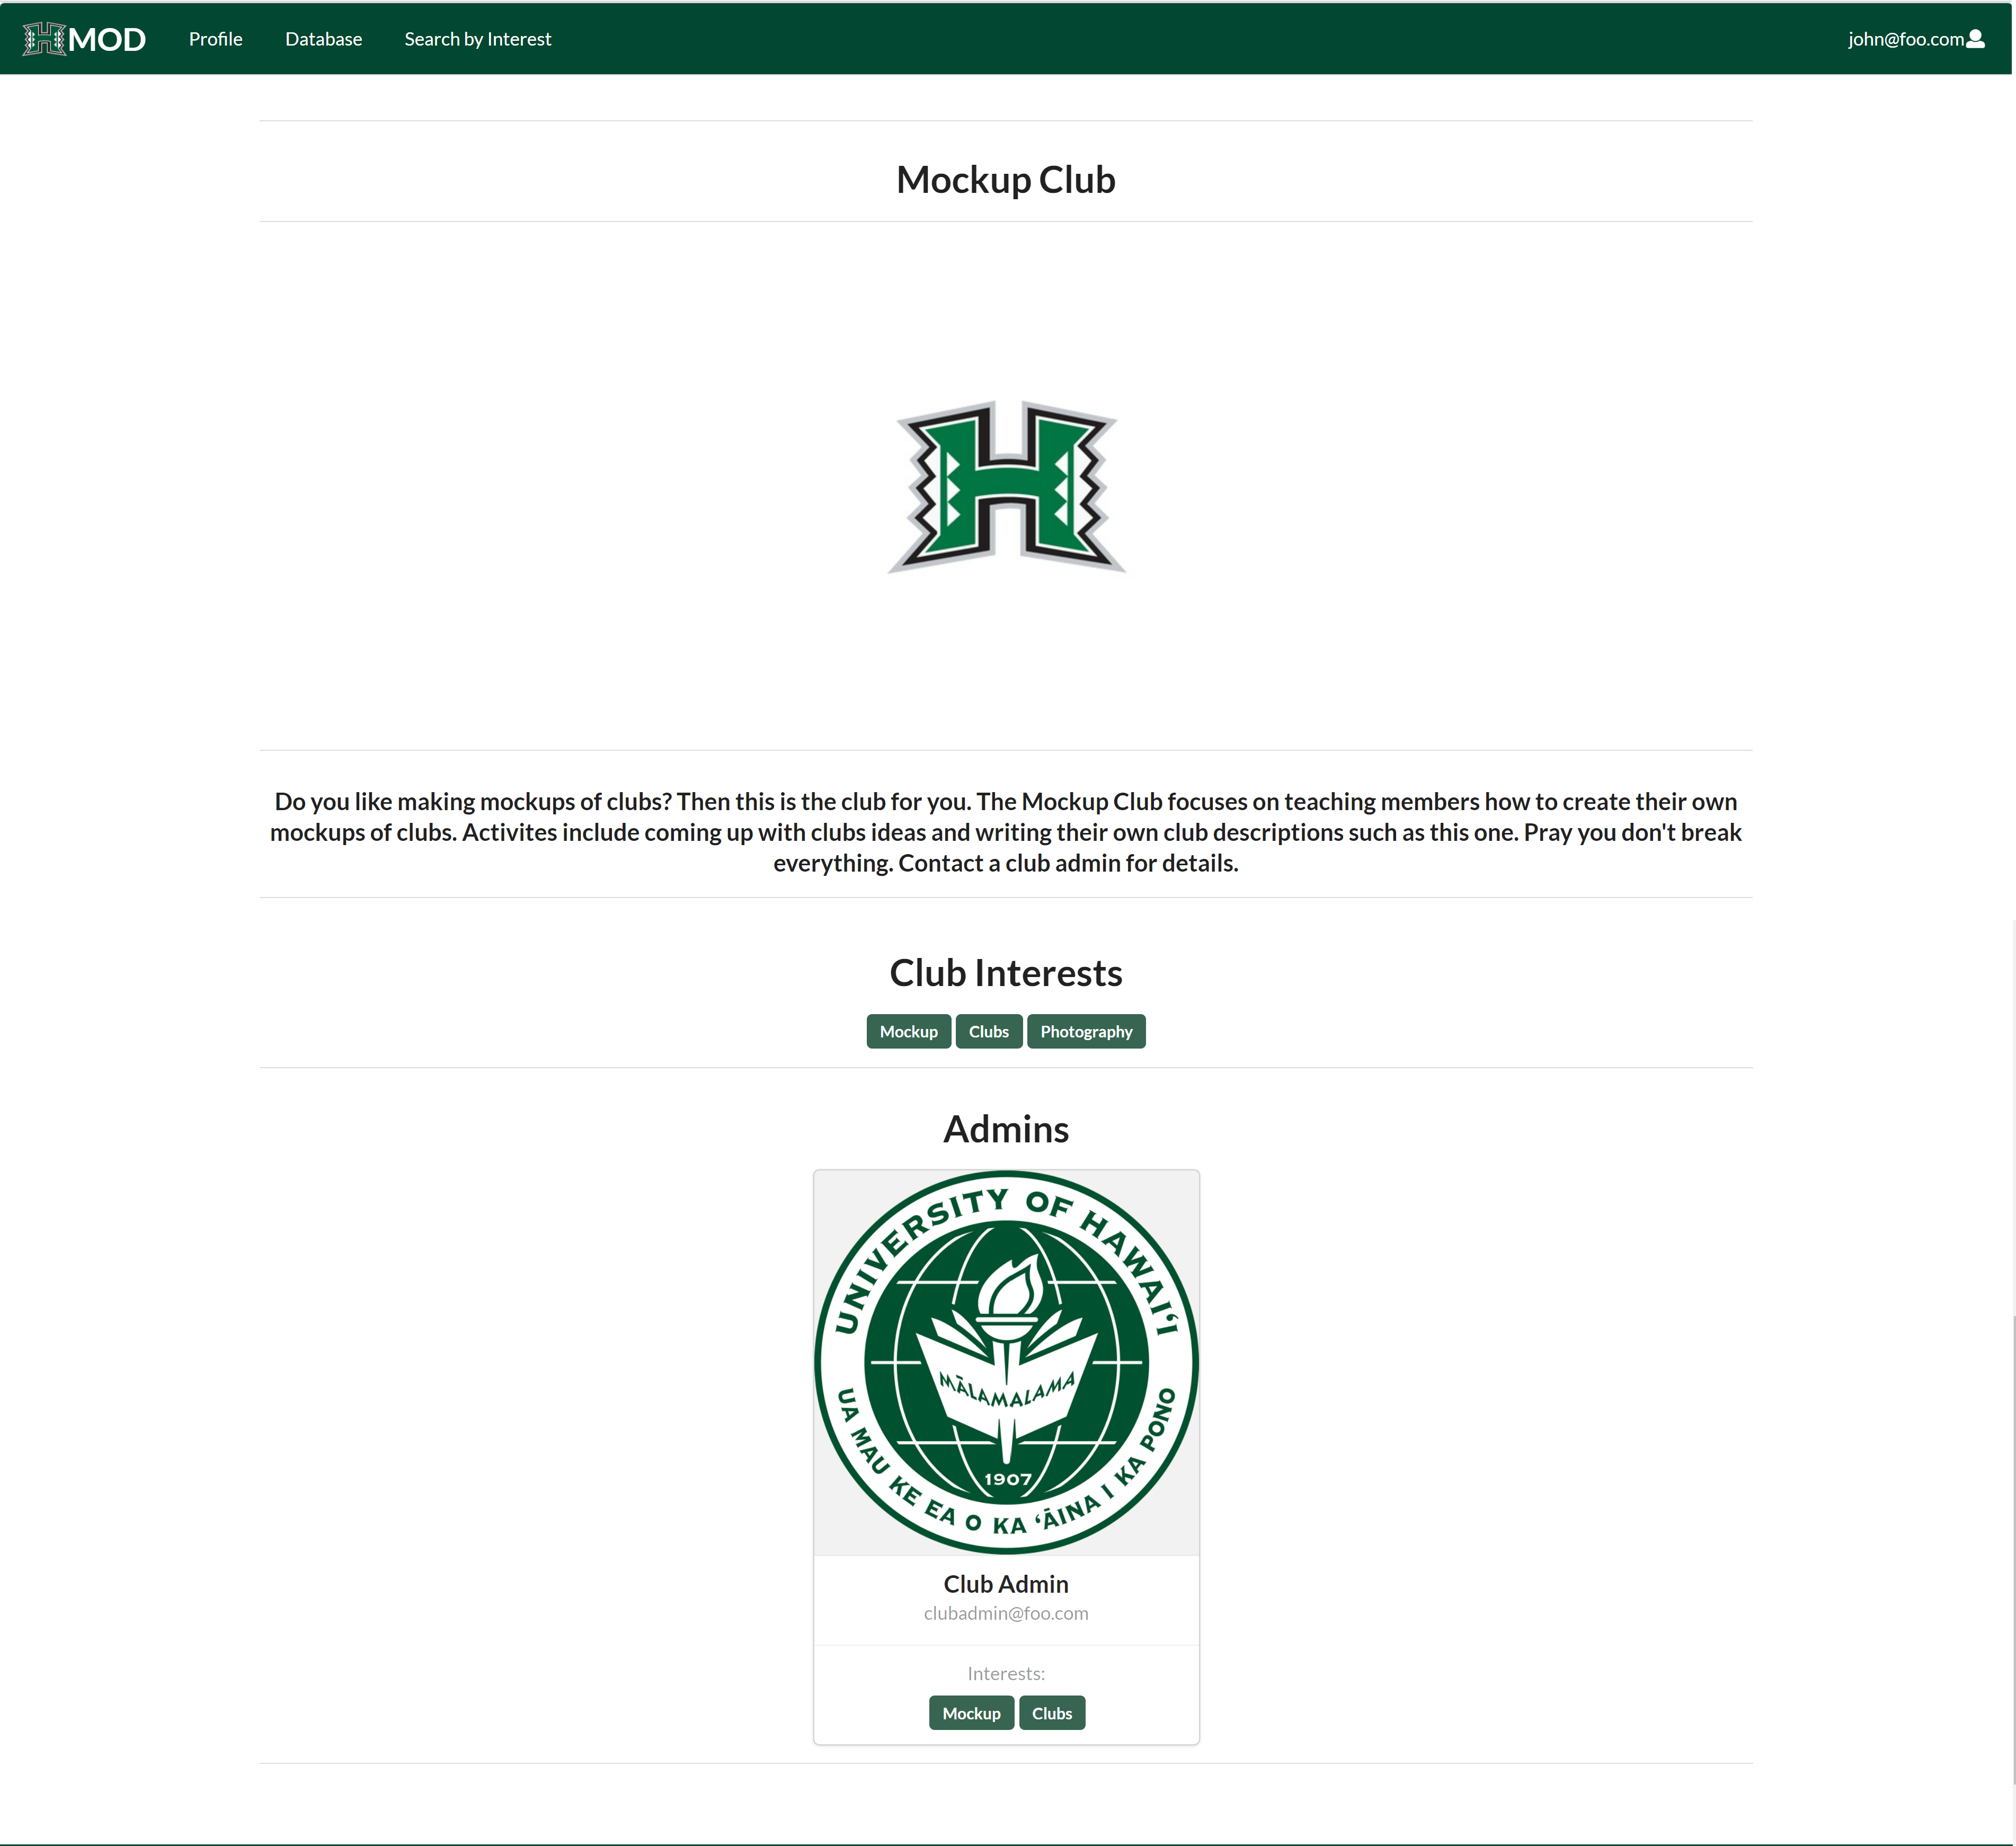 H MOD Profile Database Search by Interest john@foo.com
Mockup Club
H
Do you like making mockups of clubs? Then this is the club for you. The Mockup Club focuses on teaching members how to create their own
mockups of clubs. Activites include coming up with clubs ideas and writing their own club descriptions such as this one. Pray you don't break
everything. Contact a club admin for details.
Club Interests
Mockup Clubs Photography
Admins
UNIVERSITY OF HAWAIʻI
MĀLAMALAMA
1907
UA MAU KE EA O KA ʻĀINA I KA PONO
Club Admin
clubadmin@foo.com
Interests:
Mockup Clubs